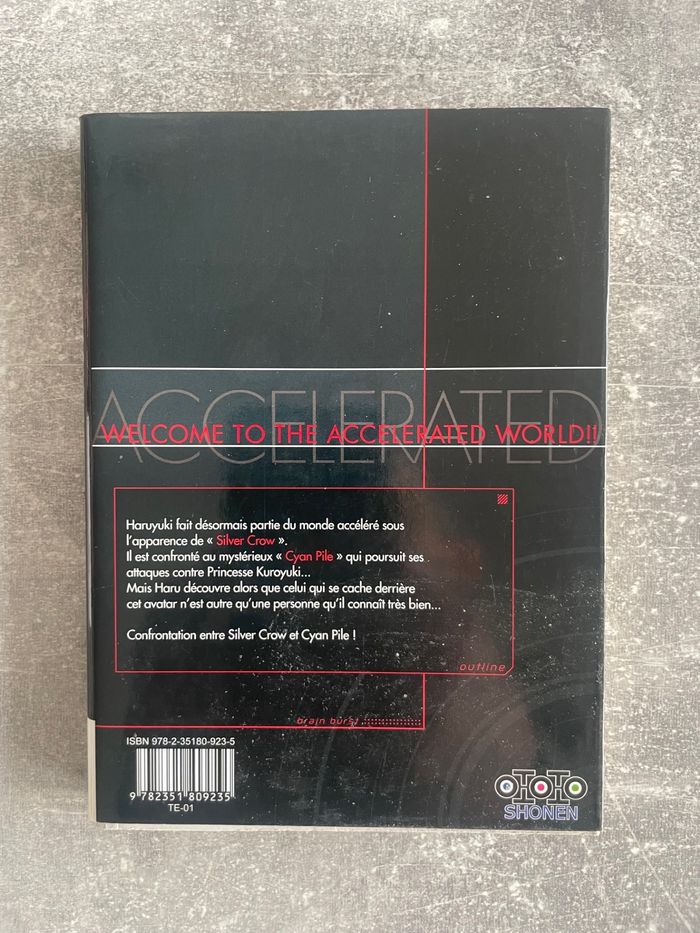 ACCELERATED
WELCOME TO THE ACCELERATED WORLD!!
Haruyuki fait désormais partie du monde accéléré sous
l'apparence de « Silver Crow ».
Il est confronté au mystérieux « Cyan Pile » qui poursuit ses
attaques contre Princesse Kuroyuki...
Mais Haru découvre alors que celui qui se cache derrière
cet avatar n'est autre qu'une personne qu'il connaît très bien...
Confrontation entre Silver Crow et Cyan Pile !
outline
brain burst
ISBN 978-2-35180-923-5
9 782351 809235
TE-01
OTOTO
SHONEN